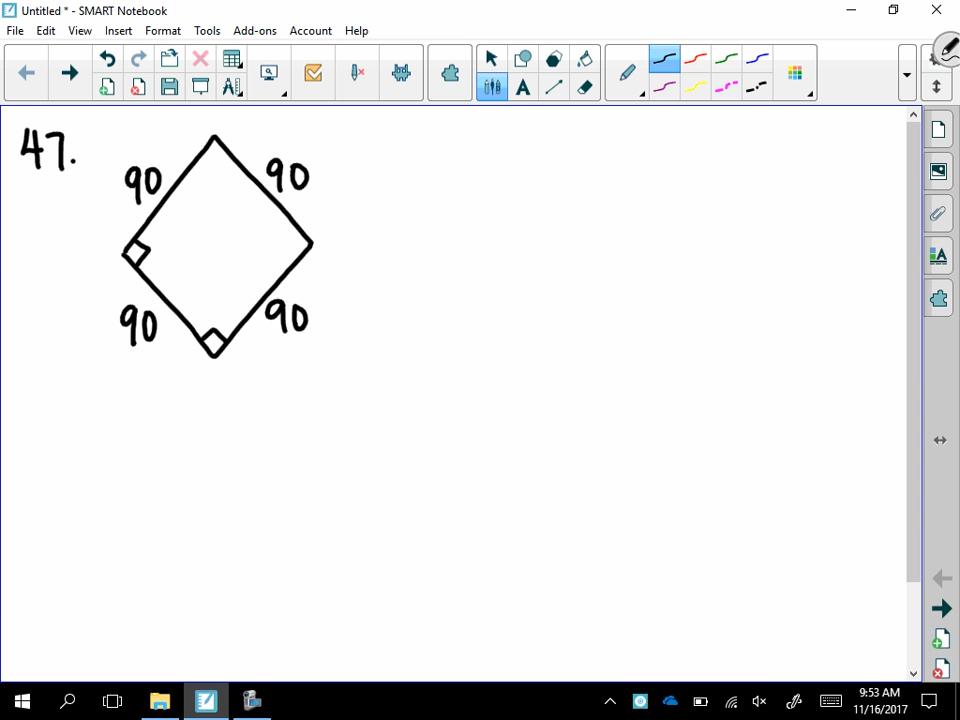 Untitled * - SMART Notebook
File Edit View Insert Format Tools Add-ons Account Help
47.
90 90
90 90
9:53 AM
11/16/2017